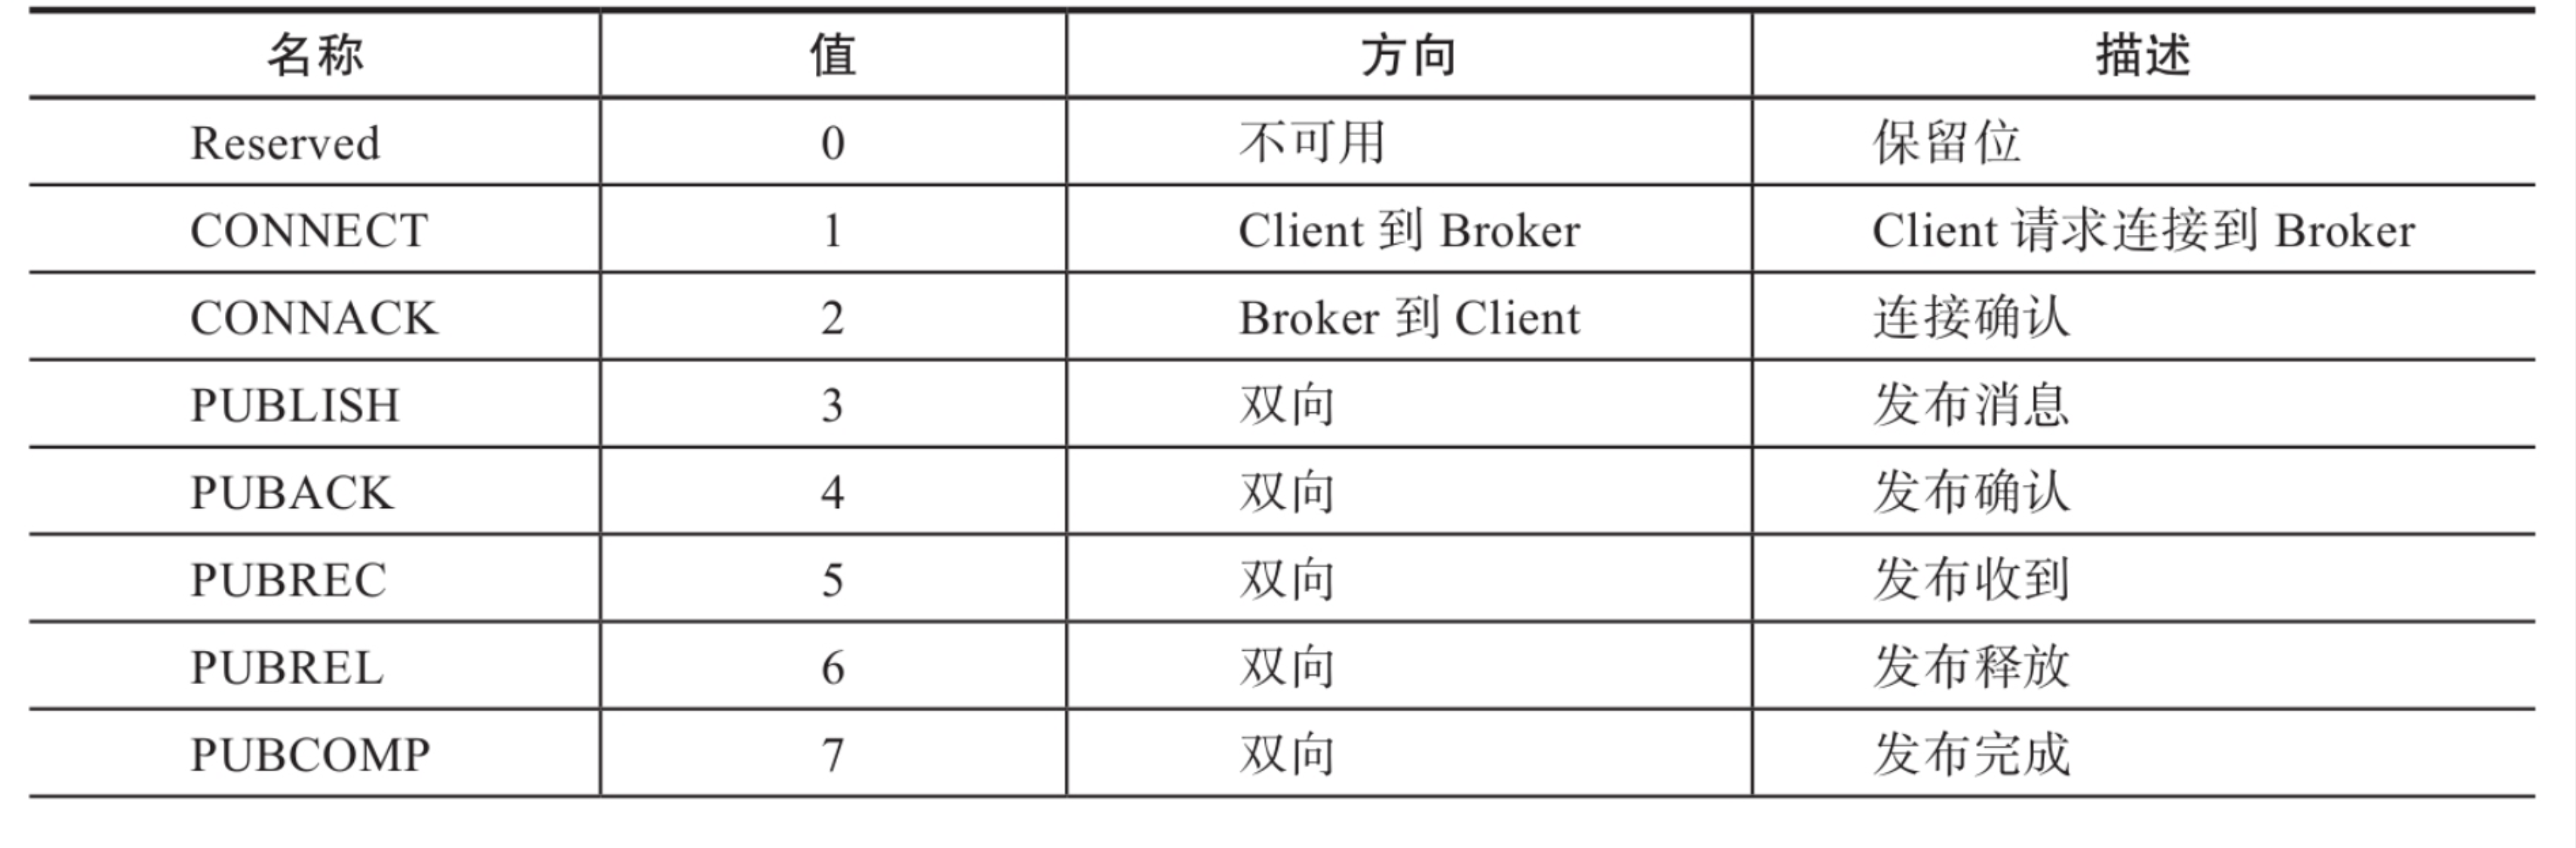 名称 值 方向 描述
Reserved 0 不可用 保留位
CONNECT 1 Client 到 Broker Client 请求连接到 Broker
CONNACK 2 Broker 到 Client 连接确认
PUBLISH 3 双向 发布消息
PUBACK 4 双向 发布确认
PUBREC 5 双向 发布收到
PUBREL 6 双向 发布释放
PUBCOMP 7 双向 发布完成